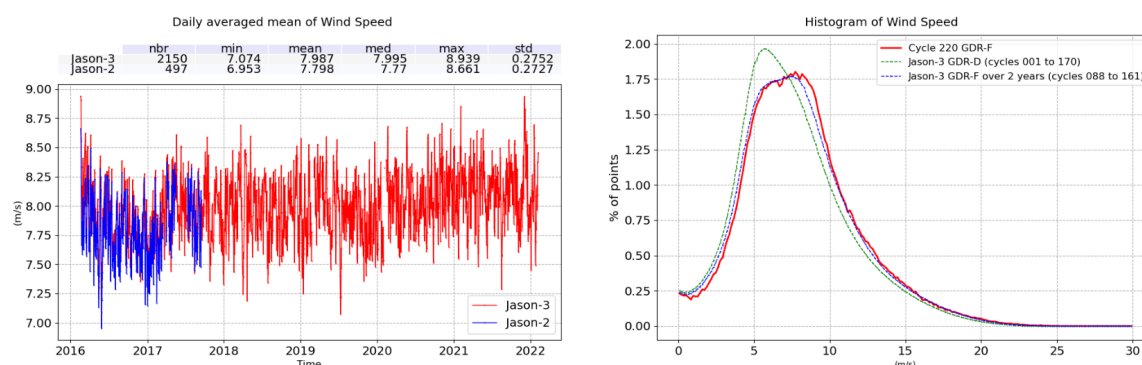 Daily averaged mean of Wind Speed
nbr min mean med max std
Jason-3 2150 7.074 7.987 7.995 8.939 0.2752
Jason-2 497 6.953 7.798 7.77 8.661 0.2727
9.00
8.75
8.50
8.25
8.00
7.75
7.50
7.25
7.00
(m/s)
Jason-3
Jason-2
2016 2017 2018 2019 2020 2021 2022
Time
Histogram of Wind Speed
2.00
1.75
1.50
1.25
1.00
0.75
0.50
0.25
0.00
% of points
Cycle 220 GDR-F
Jason-3 GDR-D (cycles 001 to 170)
Jason-3 GDR-F over 2 years (cycles 088 to 161)
0 5 10 15 20 25 30
(m/s)